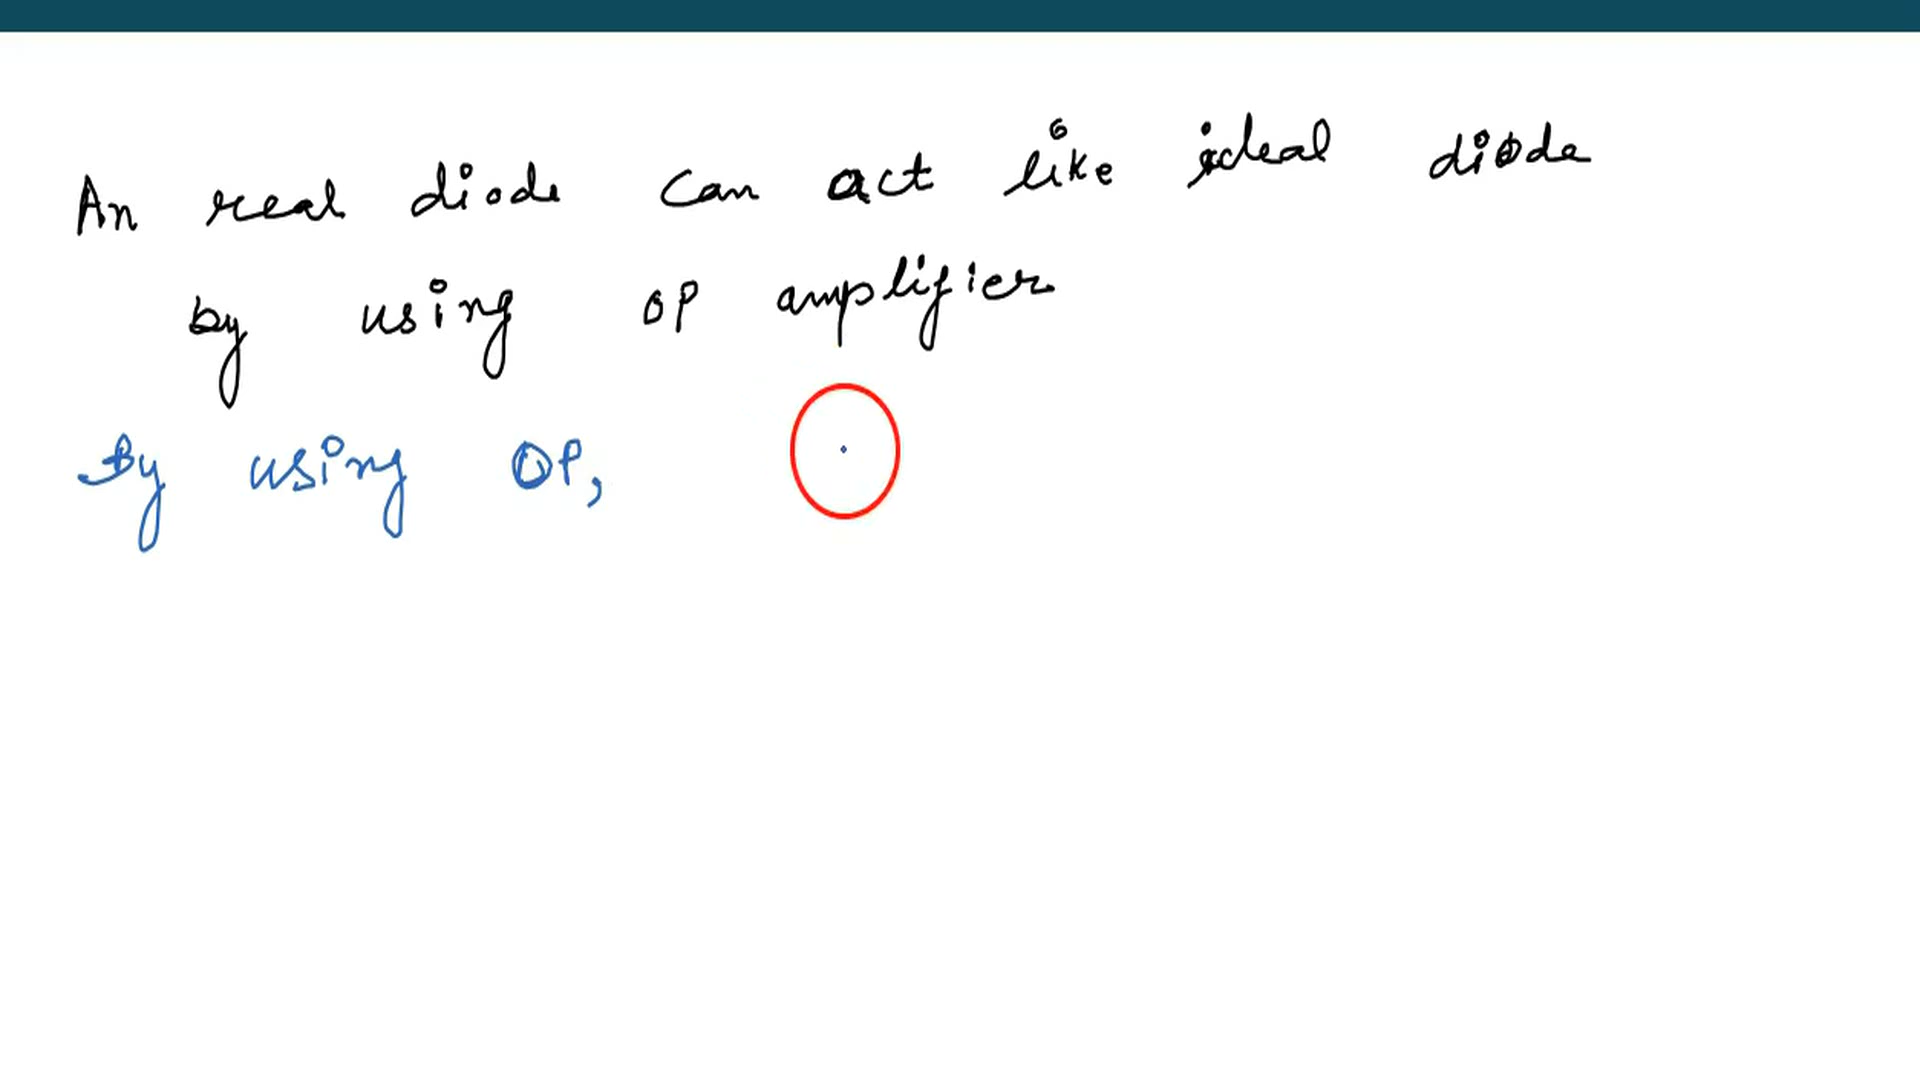 An real diode can act like ideal diode
by using OP amplifier
By using OP,